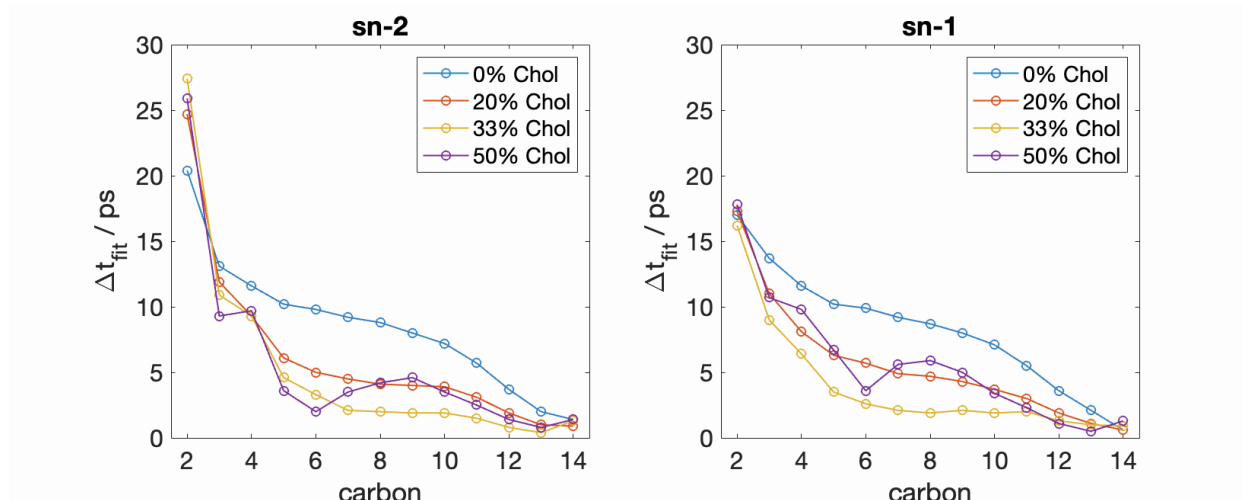 sn-2
30
25
20
15
10
5
0
Δt_fit / ps
2 4 6 8 10 12 14
carbon
0% Chol
20% Chol
33% Chol
50% Chol
sn-1
30
25
20
15
10
5
0
Δt_fit / ps
2 4 6 8 10 12 14
carbon
0% Chol
20% Chol
33% Chol
50% Chol